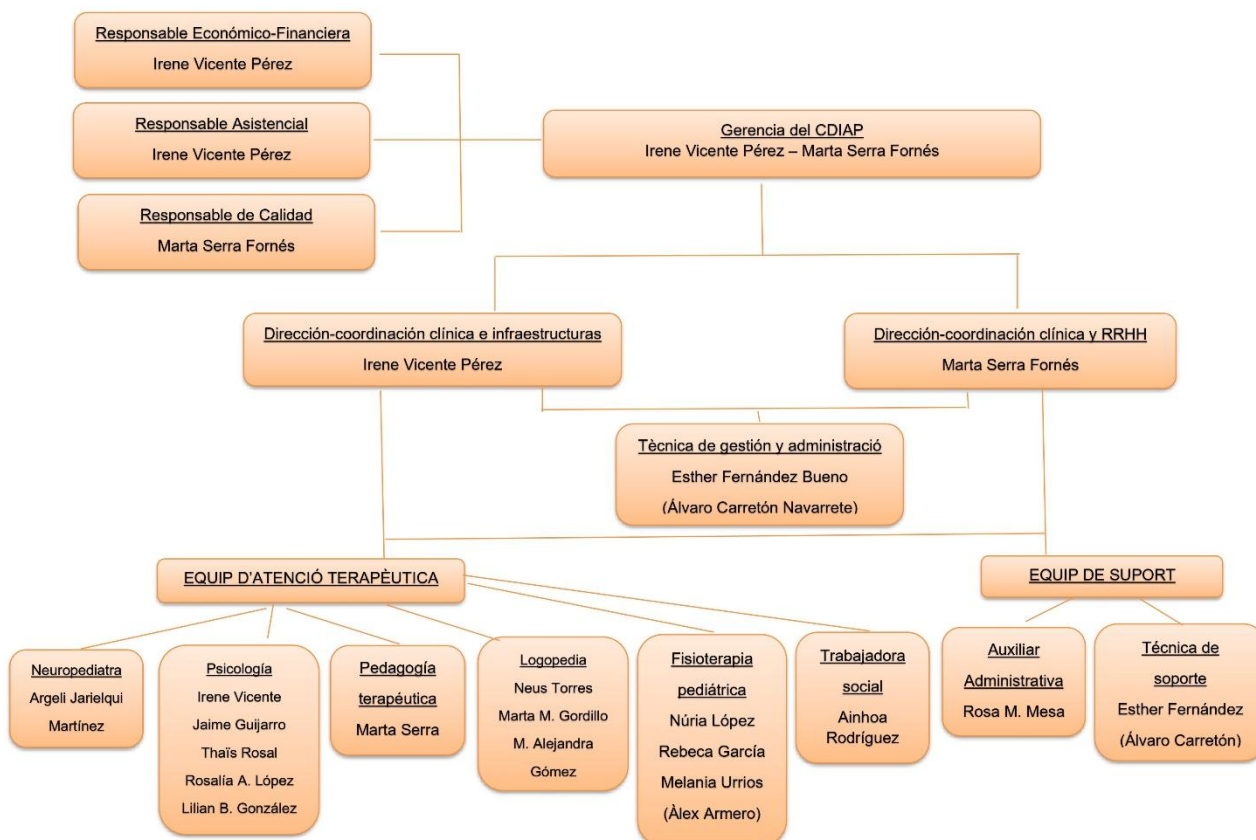 Responsable Económico-Financiera
Irene Vicente Pérez
Responsable Asistencial
Irene Vicente Pérez
Responsable de Calidad
Marta Serra Fornés
Gerencia del CDIAP
Irene Vicente Pérez – Marta Serra Fornés
Dirección-coordinación clínica e infraestructuras
Irene Vicente Pérez
Dirección-coordinación clínica y RRHH
Marta Serra Fornés
Tècnica de gestión y administració
Esther Fernández Bueno
(Álvaro Carretón Navarrete)
EQUIP D'ATENCIÓ TERAPÈUTICA
EQUIP DE SUPORT
Neuropediatra
Argeli Jarielqui
Martínez
Psicología
Irene Vicente
Jaime Guijarro
Thaïs Rosal
Rosalía A. López
Lilian B. González
Pedagogía
terapéutica
Marta Serra
Logopedia
Neus Torres
Marta M. Gordillo
M. Alejandra
Gómez
Fisioterapia
pediátrica
Núria López
Rebeca García
Melania Urrios
(Àlex Armero)
Trabajadora
social
Ainhoa
Rodríguez
Auxiliar
Administrativa
Rosa M. Mesa
Técnica de
soporte
Esther Fernández
(Álvaro Carretón)